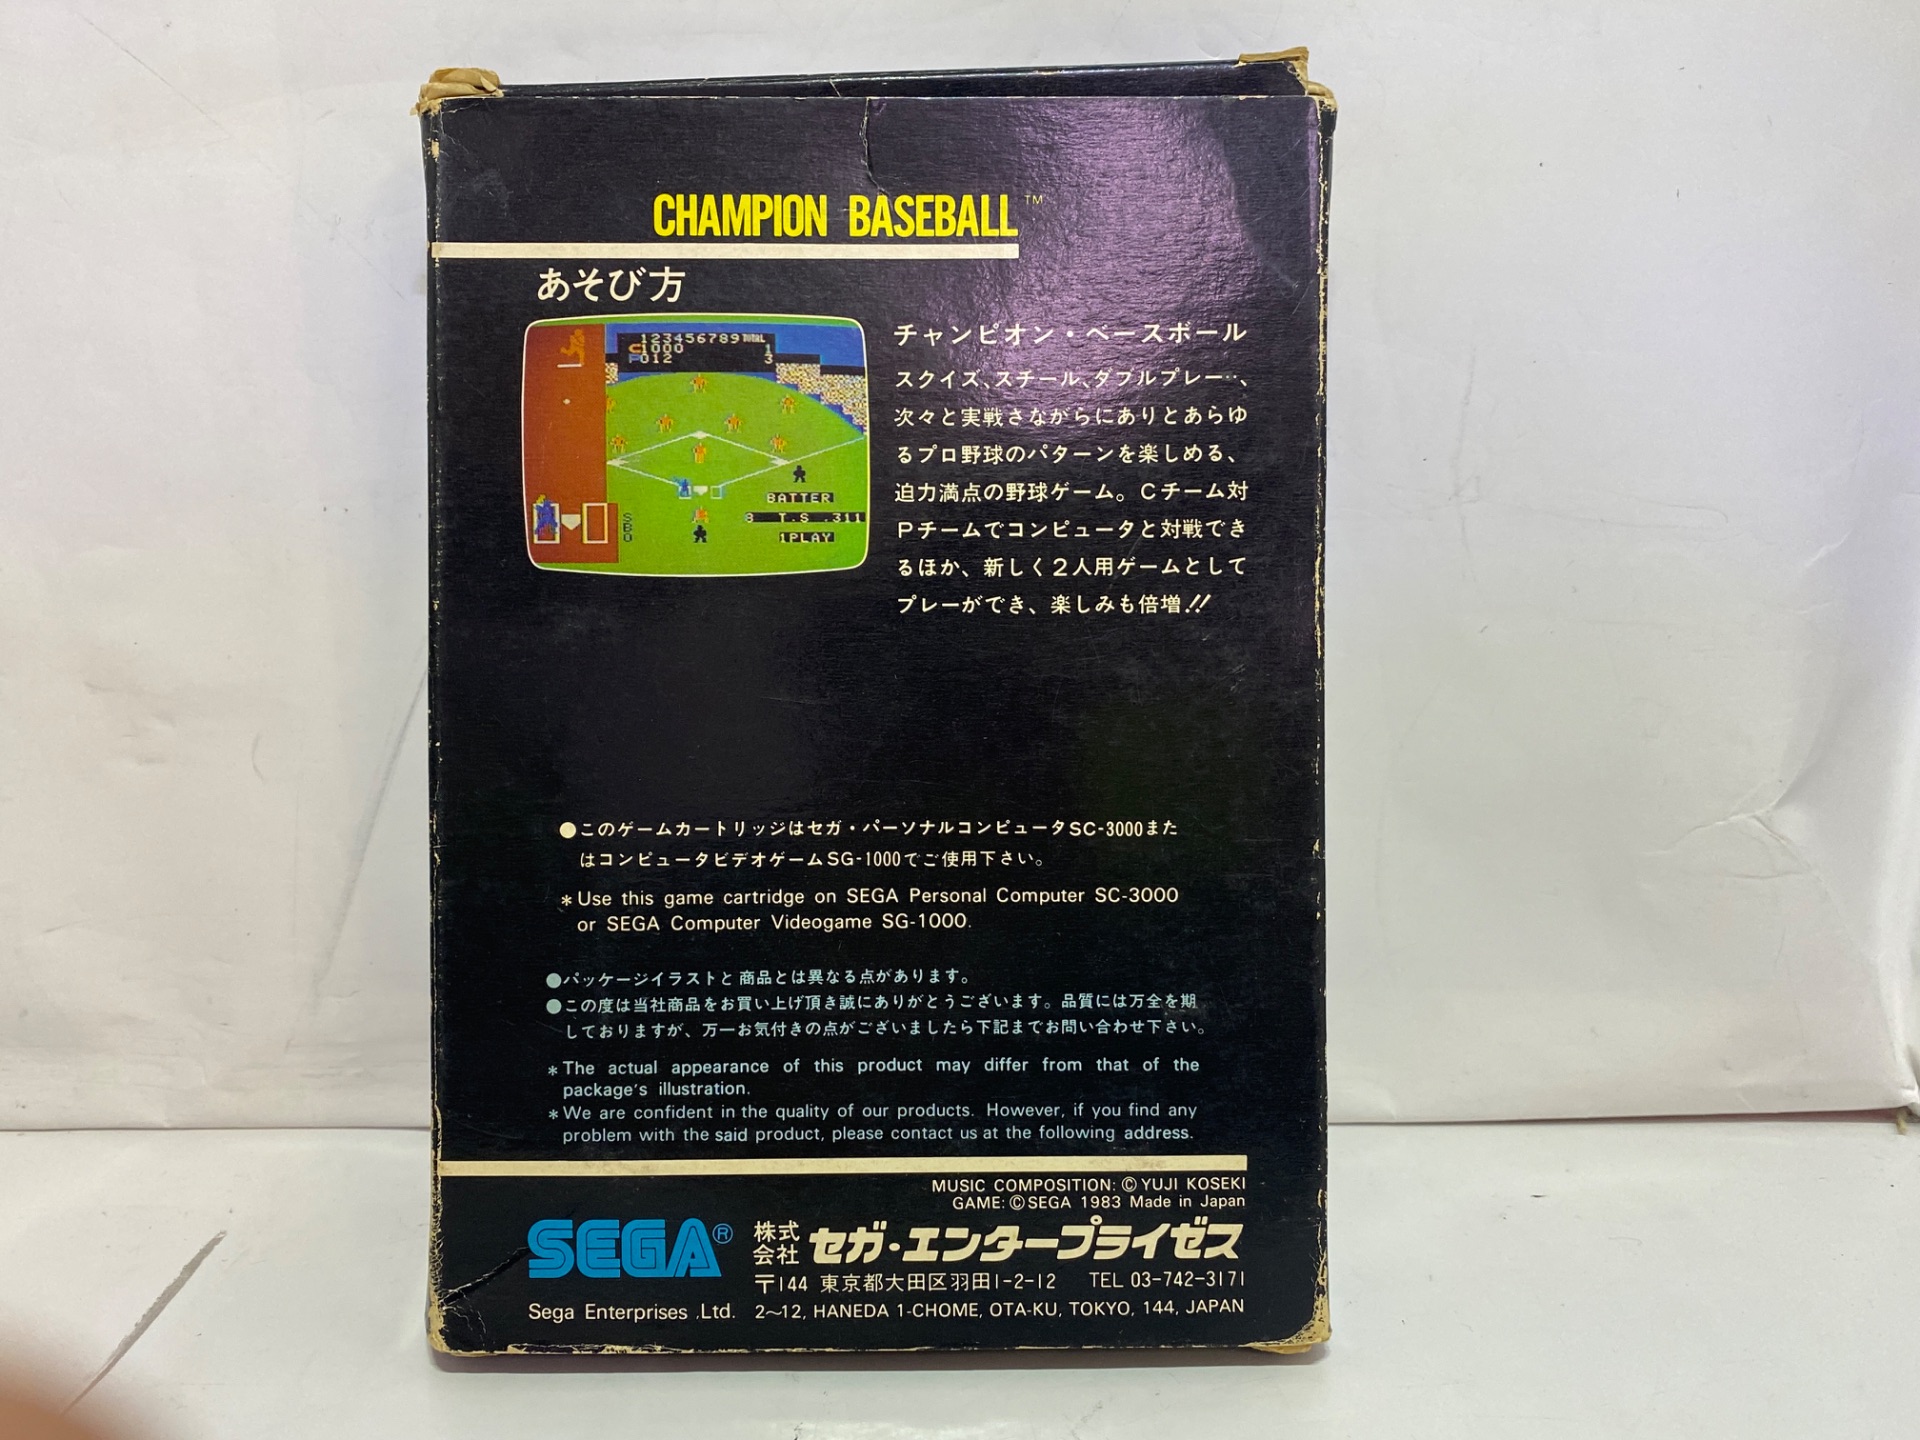 CHAMPION BASEBALL™
あそび方
123456789 TOTAL
C1000 1
P012 3
BATTER
8 T.S .311
1PLAY
S
B
O
チャンピオン・ベースボール
スクイズ、スチール、ダブルプレー…、
次々と実戦さながらにありとあらゆ
るプロ野球のパターンを楽しめる、
迫力満点の野球ゲーム。Cチーム対
Pチームでコンピュータと対戦でき
るほか、新しく2人用ゲームとして
プレーができ、楽しみも倍増!!
●このゲームカートリッジはセガ・パーソナルコンピュータSC-3000また
はコンピュータビデオゲームSG-1000でご使用下さい。
*Use this game cartridge on SEGA Personal Computer SC-3000
or SEGA Computer Videogame SG-1000.
●パッケージイラストと商品とは異なる点があります。
●この度は当社商品をお買い上げ頂き誠にありがとうございます。品質には万全を期
しておりますが、万一お気付きの点がございましたら下記までお問い合わせ下さい。
*The actual appearance of this product may differ from that of the
package's illustration.
*We are confident in the quality of our products. However, if you find any
problem with the said product, please contact us at the following address.
MUSIC COMPOSITION: © YUJI KOSEKI
GAME: © SEGA 1983 Made in Japan
SEGA® 株式会社 セガ・エンタープライゼス
〒144 東京都大田区羽田1-2-12 TEL 03-742-3171
Sega Enterprises ,Ltd. 2~12, HANEDA 1-CHOME, OTA-KU, TOKYO, 144, JAPAN